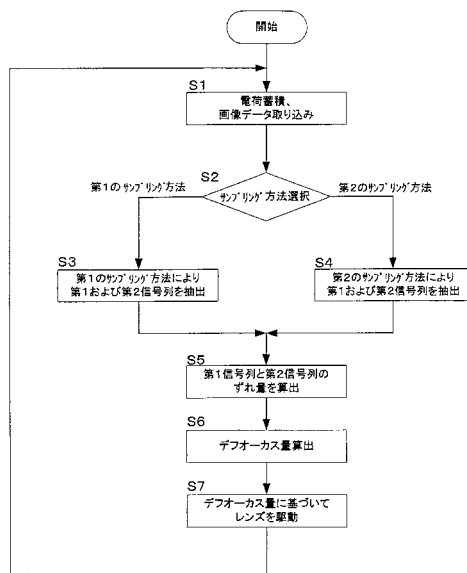 開始
S1
電荷蓄積、
画像データ取り込み
S2
第1のサンプリング方法
サンプリング方法選択
第2のサンプリング方法
S3
第1のサンプリング方法により
第1および第2信号列を抽出
S4
第2のサンプリング方法により
第1および第2信号列を抽出
S5
第1信号列と第2信号列の
ずれ量を算出
S6
デフォーカス量算出
S7
デフォーカス量に基づいて
レンズを駆動